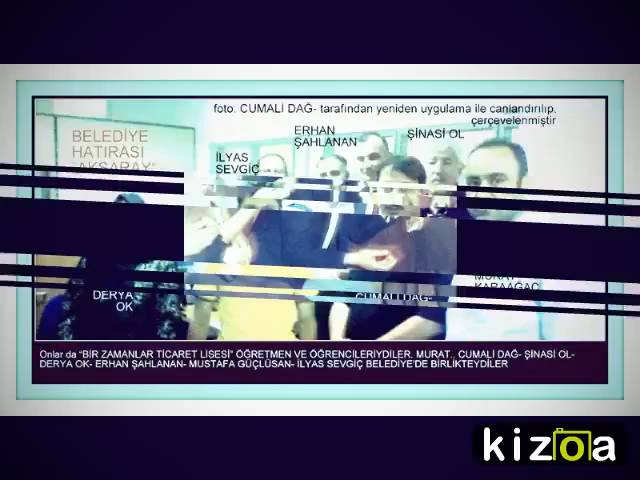 foto: CUMALİ DAĞ- tarafından yeniden uygulama ile canlandırılıp,
çerçevelenmiştir
BELEDİYE
HATIRASI
"AKSARAY"
ERHAN
ŞAHLANAN
ŞİNASİ OL
İLYAS
SEVGİÇ
DERYA
OK
CUMALİ DAĞ-
MURAT
KARAAĞAÇ
Onlar da "BİR ZAMANLAR TİCARET LİSESİ" ÖĞRETMEN VE ÖĞRENCİLERİYDİLER. MURAT.. CUMALİ DAĞ- ŞİNASİ OL-
DERYA OK- ERHAN ŞAHLANAN- MUSTAFA GÜÇLÜSAN- İLYAS SEVGİÇ BELEDİYE'DE BİRLİKTEYDİLER
kizoa